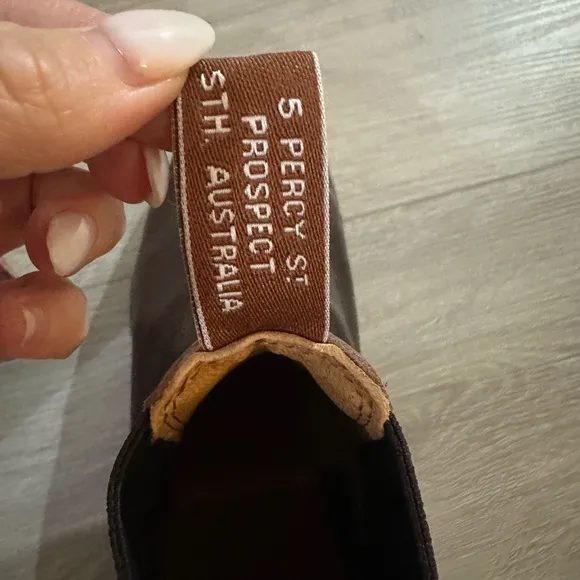 5 PERCY ST.
PROSPECT
STH. AUSTRALIA